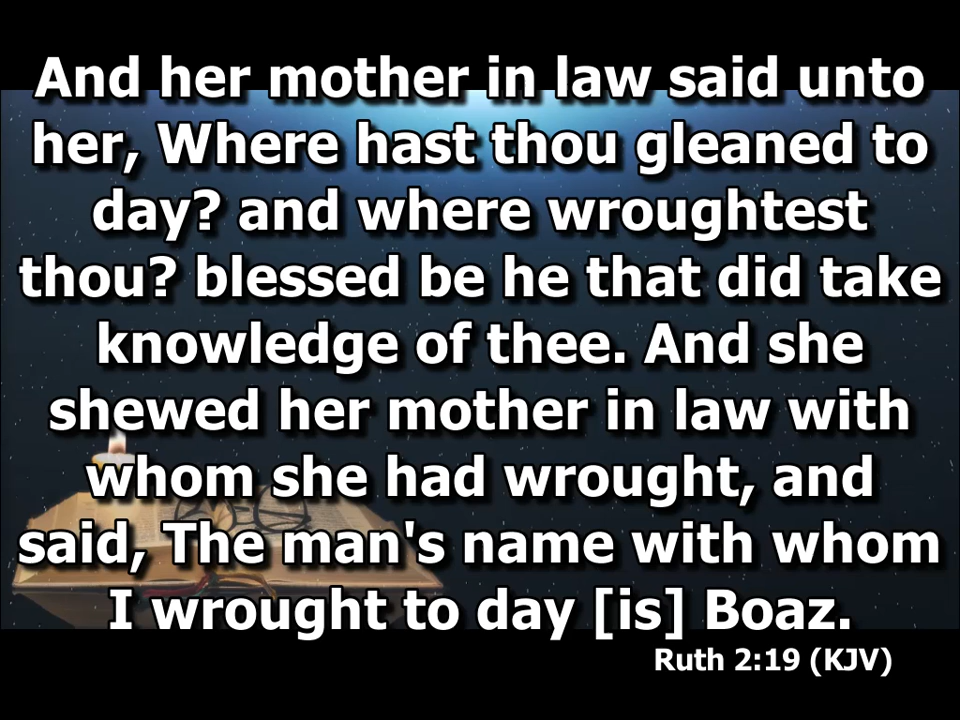 And her mother in law said unto
her, Where hast thou gleaned to
day? and where wroughtest
thou? blessed be he that did take
knowledge of thee. And she
shewed her mother in law with
whom she had wrought, and
said, The man's name with whom
I wrought to day [is] Boaz.
Ruth 2:19 (KJV)